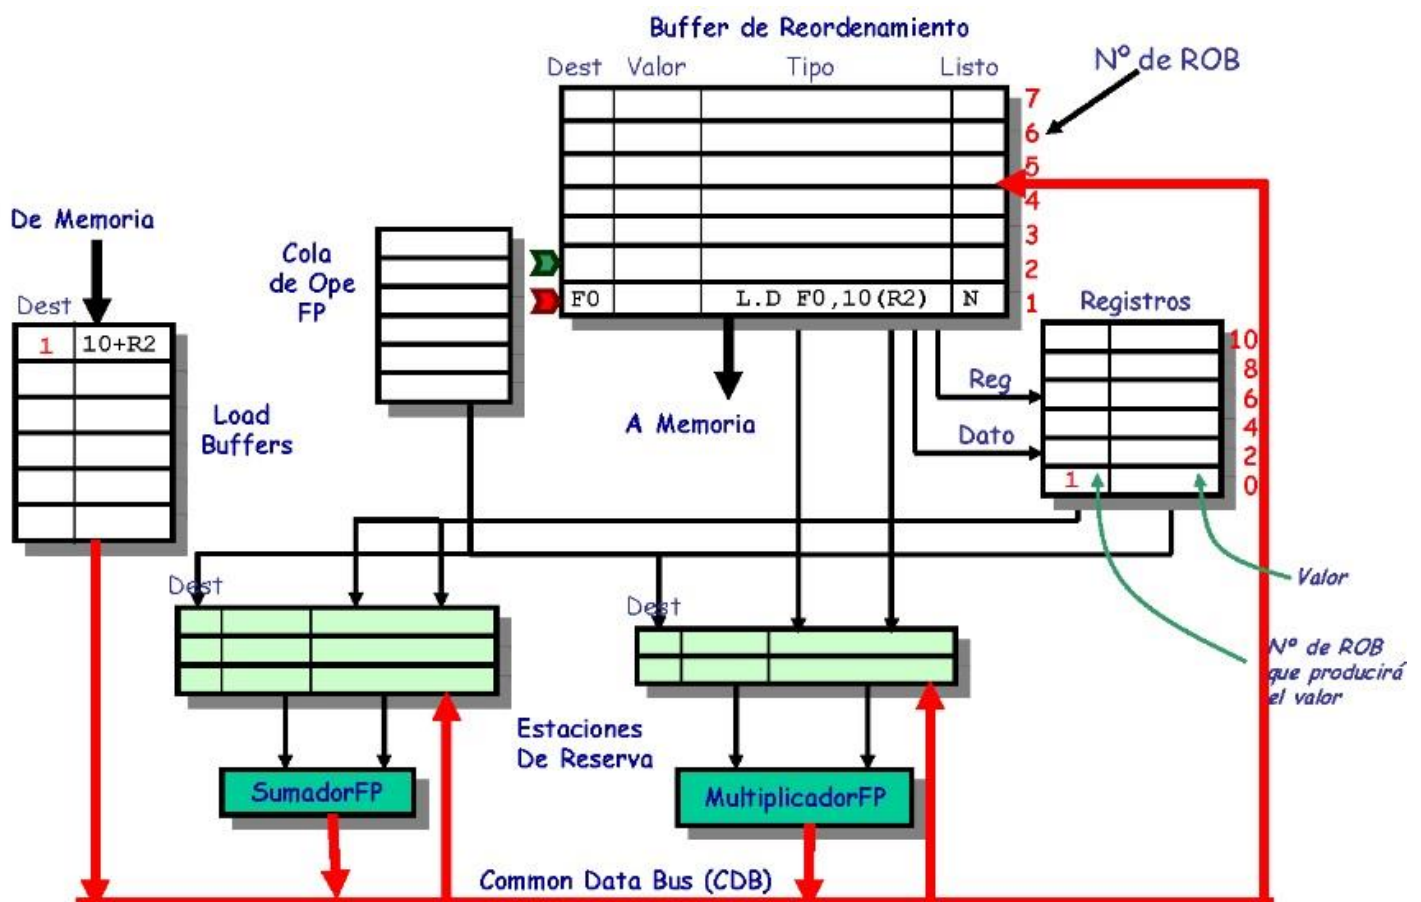 Buffer de Reordenamiento
Dest Valor Tipo Listo
Nº de ROB
7
6
5
4
3
2
F0 L.D F0,10(R2) N 1
De Memoria
Dest
1 10+R2
Load
Buffers
Cola
de Ope
FP
A Memoria
Registros
Reg
Dato
10
8
6
4
2
1 0
Valor
Nº de ROB
que producirá
el valor
Dest
Dest
Estaciones
De Reserva
SumadorFP
MultiplicadorFP
Common Data Bus (CDB)